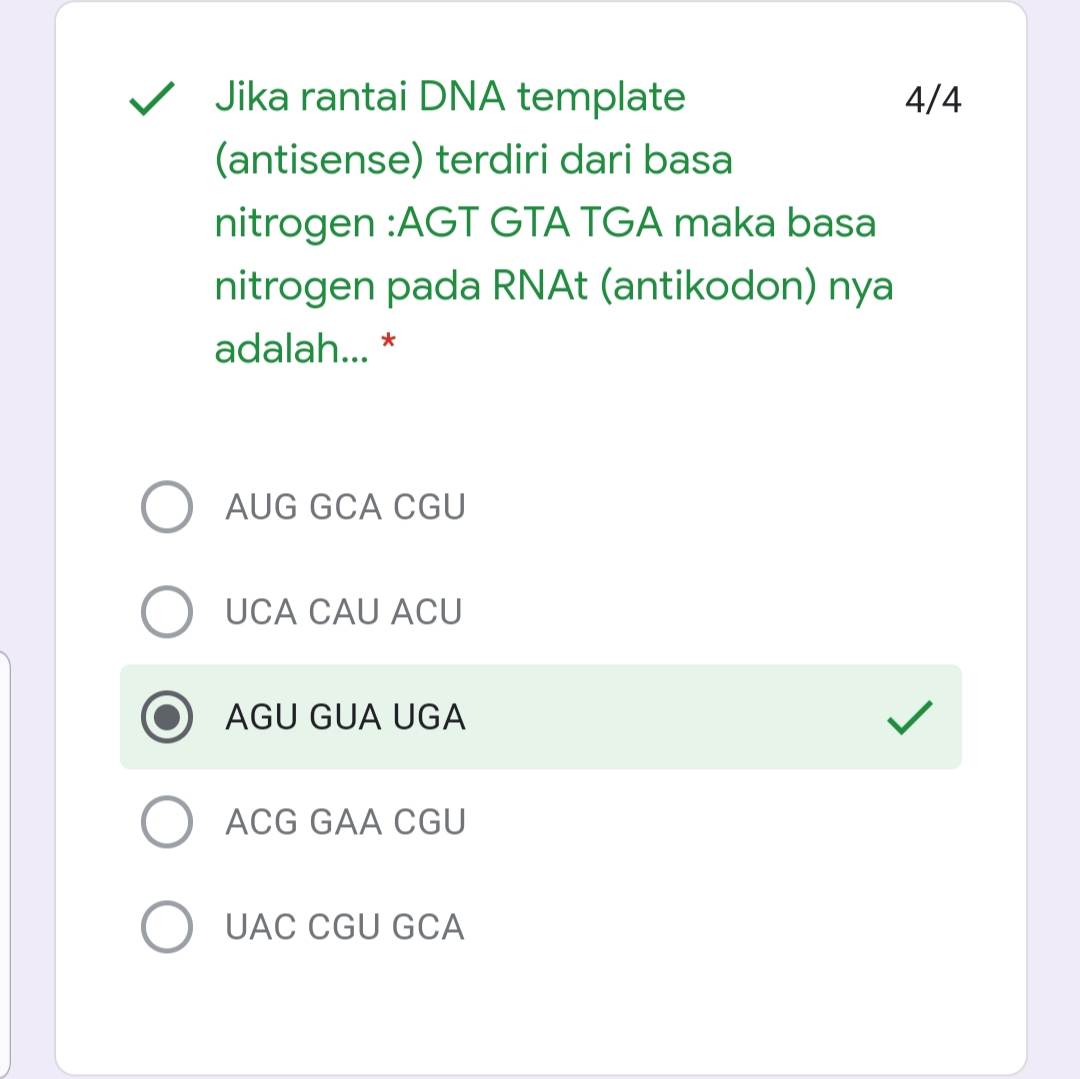 Jika rantai DNA template
4/4
(antisense) terdiri dari basa
nitrogen :AGT GTA TGA maka basa
nitrogen pada RNAt (antikodon) nya
adalah... *
AUG GCA CGU
UCA CAU ACU
AGU GUA UGA
ACG GAA CGU
UAC CGU GCA